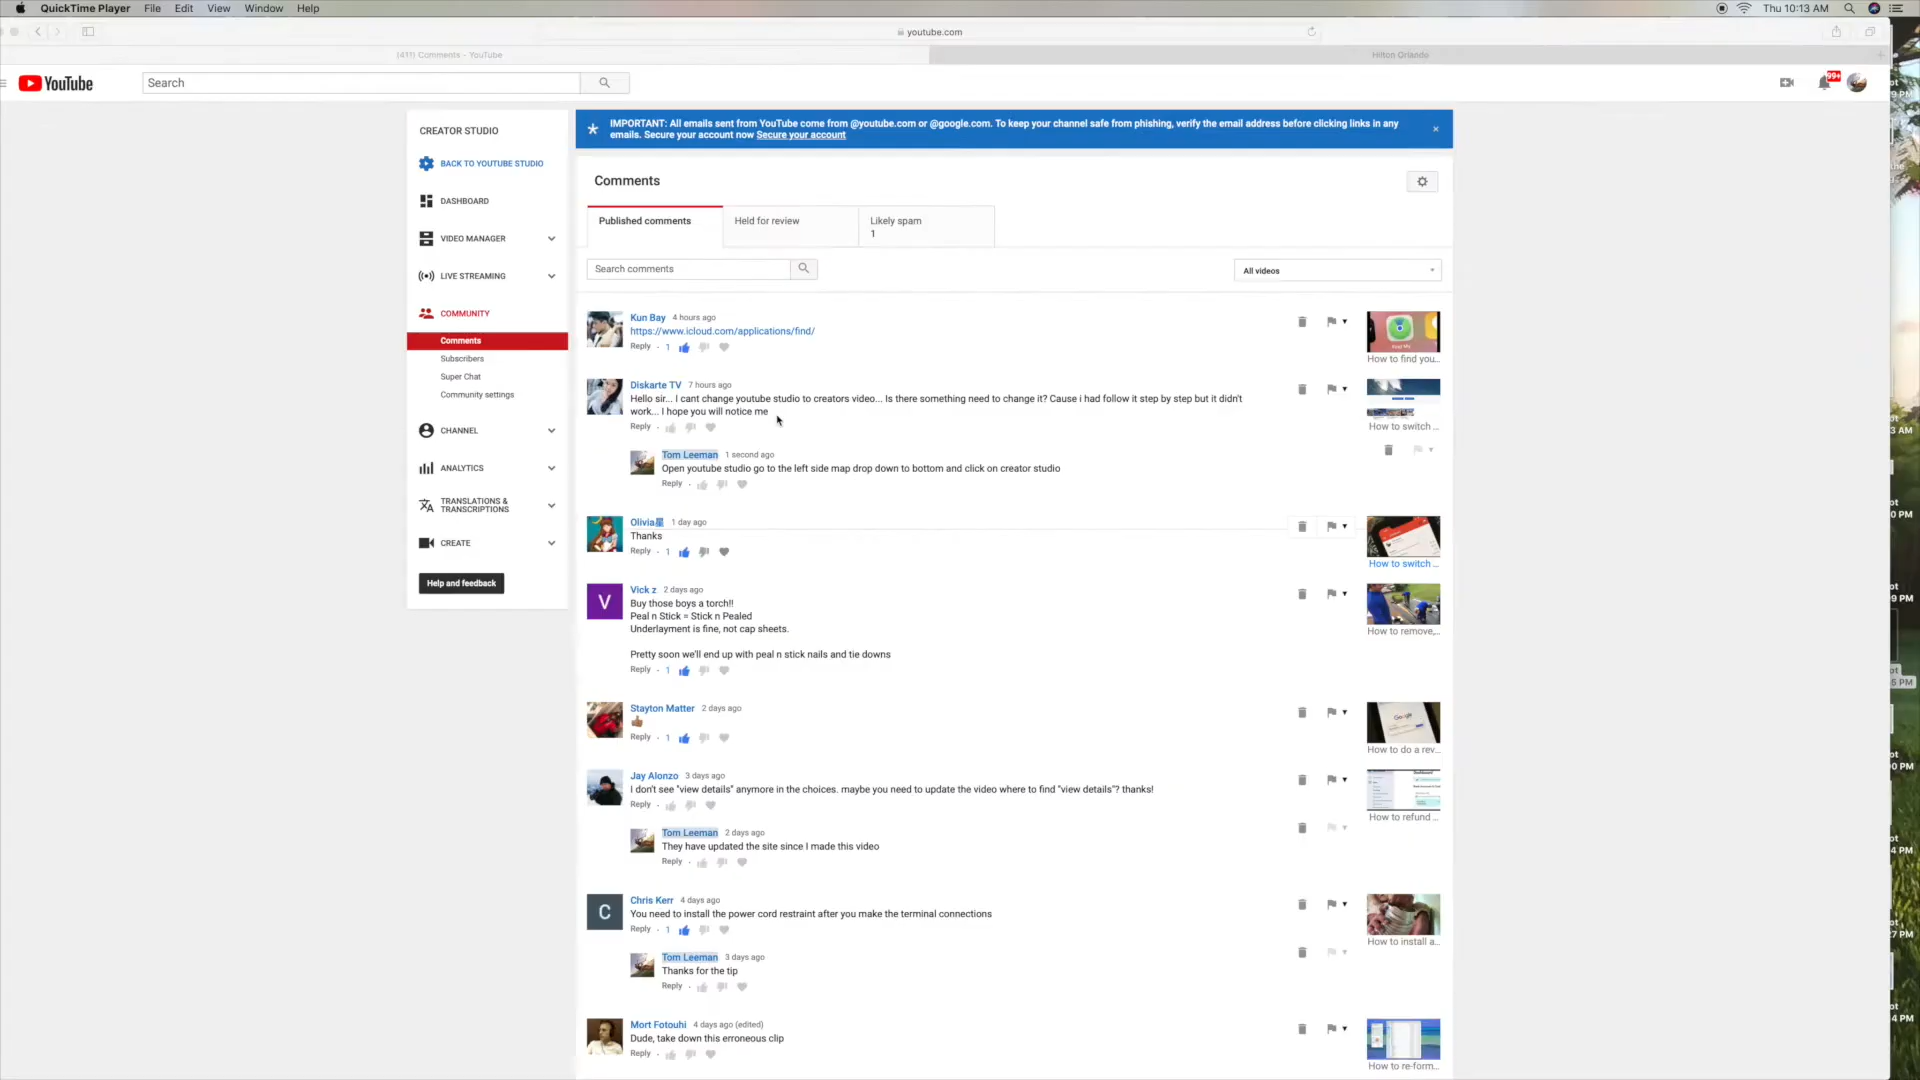 QuickTime Player File Edit View Window Help Thu 10:13 AM
youtube.com
(411) Comments - YouTube Hilton Orlando
YouTube Search 99+
CREATOR STUDIO
BACK TO YOUTUBE STUDIO
DASHBOARD
VIDEO MANAGER
LIVE STREAMING
COMMUNITY
Comments
Subscribers
Super Chat
Community settings
CHANNEL
ANALYTICS
TRANSLATIONS &
TRANSCRIPTIONS
CREATE
Help and feedback
IMPORTANT: All emails sent from YouTube come from @youtube.com or @google.com. To keep your channel safe from phishing, verify the email address before clicking links in any
emails. Secure your account now Secure your account
Comments
Published comments Held for review Likely spam
1
Search comments All videos
Kun Bay 4 hours ago
https://www.icloud.com/applications/find/
Reply · 1
How to find you...
Diskarte TV 7 hours ago
Hello sir... I cant change youtube studio to creators video... Is there something need to change it? Cause i had follow it step by step but it didn't
work... I hope you will notice me
Reply ·
How to switch ...
Tom Leeman 1 second ago
Open youtube studio go to the left side map drop down to bottom and click on creator studio
Reply ·
Olivia星 1 day ago
Thanks
Reply · 1
How to switch ...
V
Vick z 2 days ago
Buy those boys a torch!!
Peal n Stick = Stick n Pealed
Underlayment is fine, not cap sheets.
Pretty soon we'll end up with peal n stick nails and tie downs
Reply · 1
How to remove,...
Stayton Matter 2 days ago
Reply · 1
Google
How to do a rev...
Jay Alonzo 3 days ago
I don't see "view details" anymore in the choices. maybe you need to update the video where to find "view details"? thanks!
Reply ·
How to refund ...
Tom Leeman 2 days ago
They have updated the site since I made this video
Reply ·
C
Chris Kerr 4 days ago
You need to install the power cord restraint after you make the terminal connections
Reply · 1
How to install a...
Tom Leeman 3 days ago
Thanks for the tip
Reply ·
Mort Fotouhi 4 days ago (edited)
Dude, take down this erroneous clip
Reply ·
How to re-form...